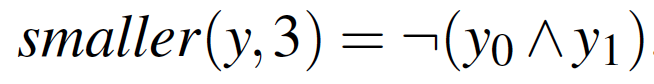 smaller(y,3) = ¬(y₀ ∧ y₁).